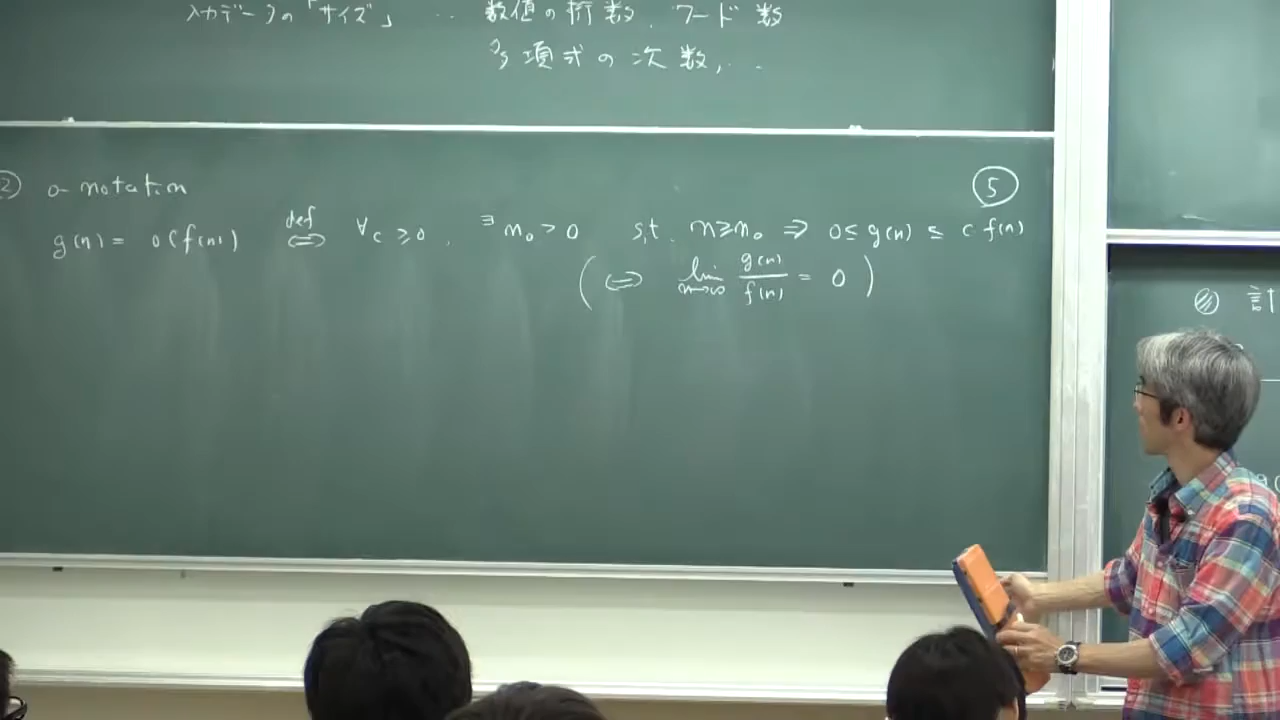 入力データの「サイズ」 … 数値の桁数, ワード数
多項式の次数, …
② o-notation
⑤
g(n) = o(f(n)) def ⇔ ∀c ≥ 0, ∃n₀ > 0 s,t. n ≥ n₀ ⇒ 0 ≤ g(n) ≤ c f(n)
( ⇔ lim n→∞ g(n)/f(n) = 0 )
計